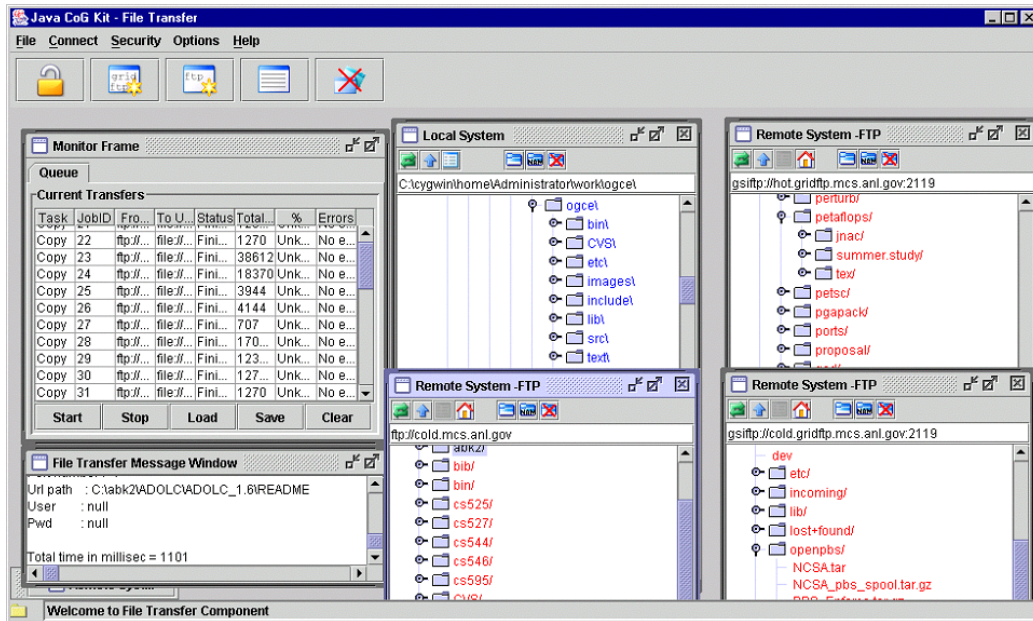 Java CoG Kit - File Transfer
File Connect Security Options Help
grid ftp
ftp
Monitor Frame
Queue
Current Transfers
Task JobID Fro... To U... Status Total... % Errors
Copy 22 ftp://... file://... Fini... 1270 Unk... No e...
Copy 23 ftp://... file://... Fini... 38612 Unk... No e...
Copy 24 ftp://... file://... Fini... 18370 Unk... No e...
Copy 25 ftp://... file://... Fini... 3944 Unk... No e...
Copy 26 ftp://... file://... Fini... 4144 Unk... No e...
Copy 27 ftp://... file://... Fini... 707 Unk... No e...
Copy 28 ftp://... file://... Fini... 170... Unk... No e...
Copy 29 ftp://... file://... Fini... 123... Unk... No e...
Copy 30 ftp://... file://... Fini... 127... Unk... No e...
Copy 31 ftp://... file://... Fini... 1270 Unk... No e...
Start Stop Load Save Clear
File Transfer Message Window
Url path : C:\abk2\ADOLC\ADOLC_1.6\README
User : null
Pwd : null
Total time in millisec = 1101
Local System
C:\cygwin\home\Administrator\work\ogce\
ogce\
bin\
CVS\
etc\
images\
include\
lib\
src\
text\
Remote System -FTP
gsiftp://hot.gridftp.mcs.anl.gov:2119
perturb/
petaflops/
jnac/
summer.study/
tex/
petsc/
pgapack/
ports/
proposal/
Remote System -FTP
ftp://cold.mcs.anl.gov
abk2/
bib/
bin/
cs525/
cs527/
cs544/
cs546/
cs595/
CVS/
Remote System -FTP
gsiftp://cold.gridftp.mcs.anl.gov:2119
dev
etc/
incoming/
lib/
lost+found/
openpbs/
NCSA.tar
NCSA_pbs_spool.tar.gz
Welcome to File Transfer Component